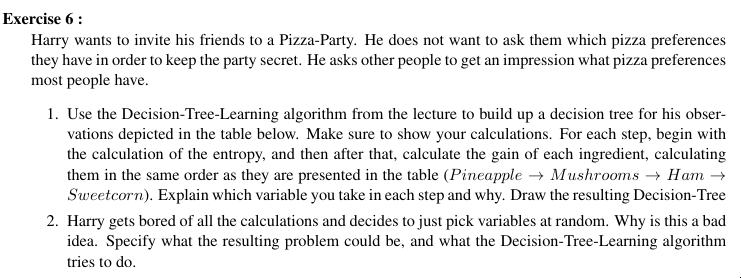 Exercise 6 :
Harry wants to invite his friends to a Pizza-Party. He does not want to ask them which pizza preferences
they have in order to keep the party secret. He asks other people to get an impression what pizza preferences
most people have.
1. Use the Decision-Tree-Learning algorithm from the lecture to build up a decision tree for his obser-
vations depicted in the table below. Make sure to show your calculations. For each step, begin with
the calculation of the entropy, and then after that, calculate the gain of each ingredient, calculating
them in the same order as they are presented in the table (Pineapple → Mushrooms → Ham →
Sweetcorn). Explain which variable you take in each step and why. Draw the resulting Decision-Tree
2. Harry gets bored of all the calculations and decides to just pick variables at random. Why is this a bad
idea. Specify what the resulting problem could be, and what the Decision-Tree-Learning algorithm
tries to do.